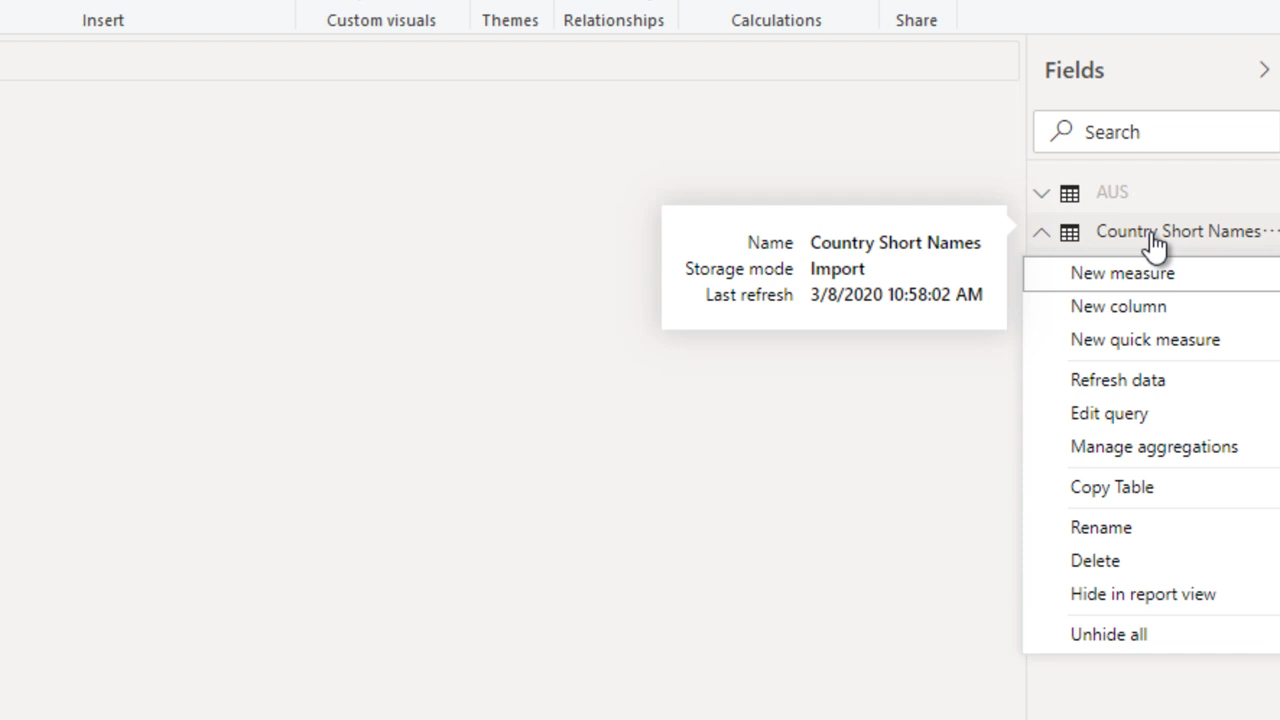 Insert
Custom visuals
Themes
Relationships
Calculations
Share
Fields
Search
AUS
Country Short Names···
Name Country Short Names
Storage mode Import
Last refresh 3/8/2020 10:58:02 AM
New measure
New column
New quick measure
Refresh data
Edit query
Manage aggregations
Copy Table
Rename
Delete
Hide in report view
Unhide all